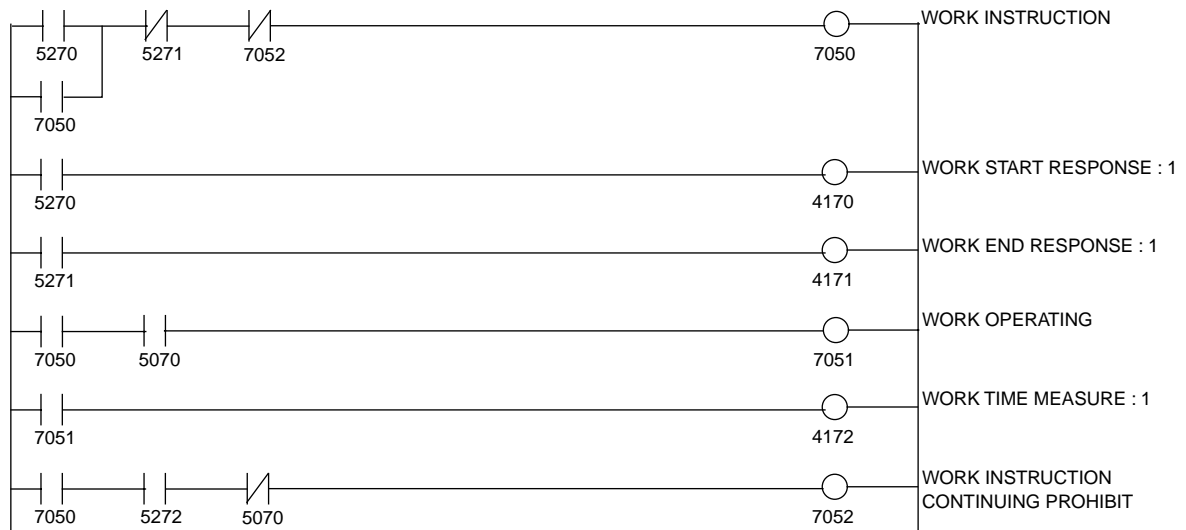 WORK INSTRUCTION
5270 5271 7052 7050
7050
WORK START RESPONSE : 1
5270 4170
WORK END RESPONSE : 1
5271 4171
WORK OPERATING
7050 5070 7051
WORK TIME MEASURE : 1
7051 4172
WORK INSTRUCTION
CONTINUING PROHIBIT
7050 5272 5070 7052